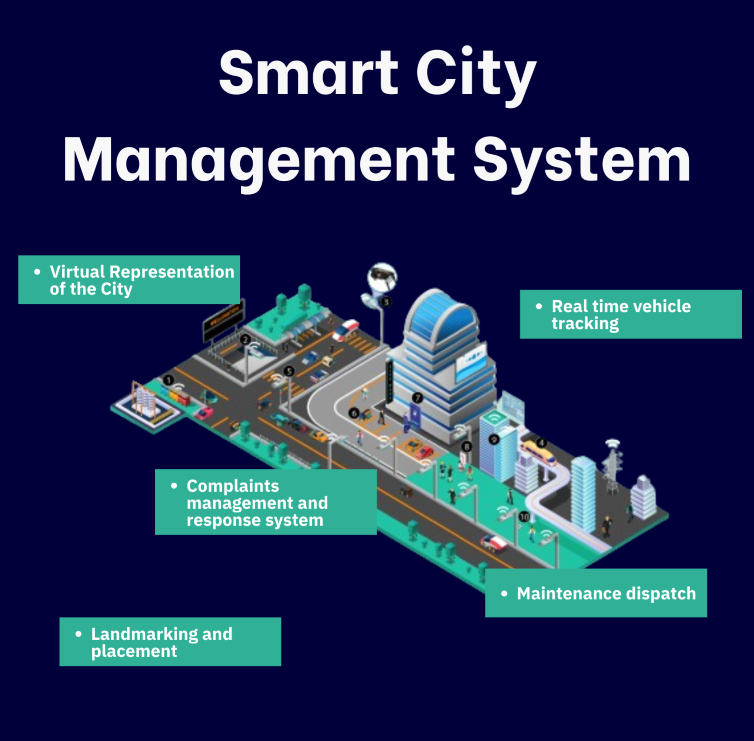 Smart City
Management System
• Virtual Representation
of the City
• Real time vehicle
tracking
3
2
5
1
7
6
4
9
8
10
• Complaints
management and
response system
• Maintenance dispatch
• Landmarking and
placement